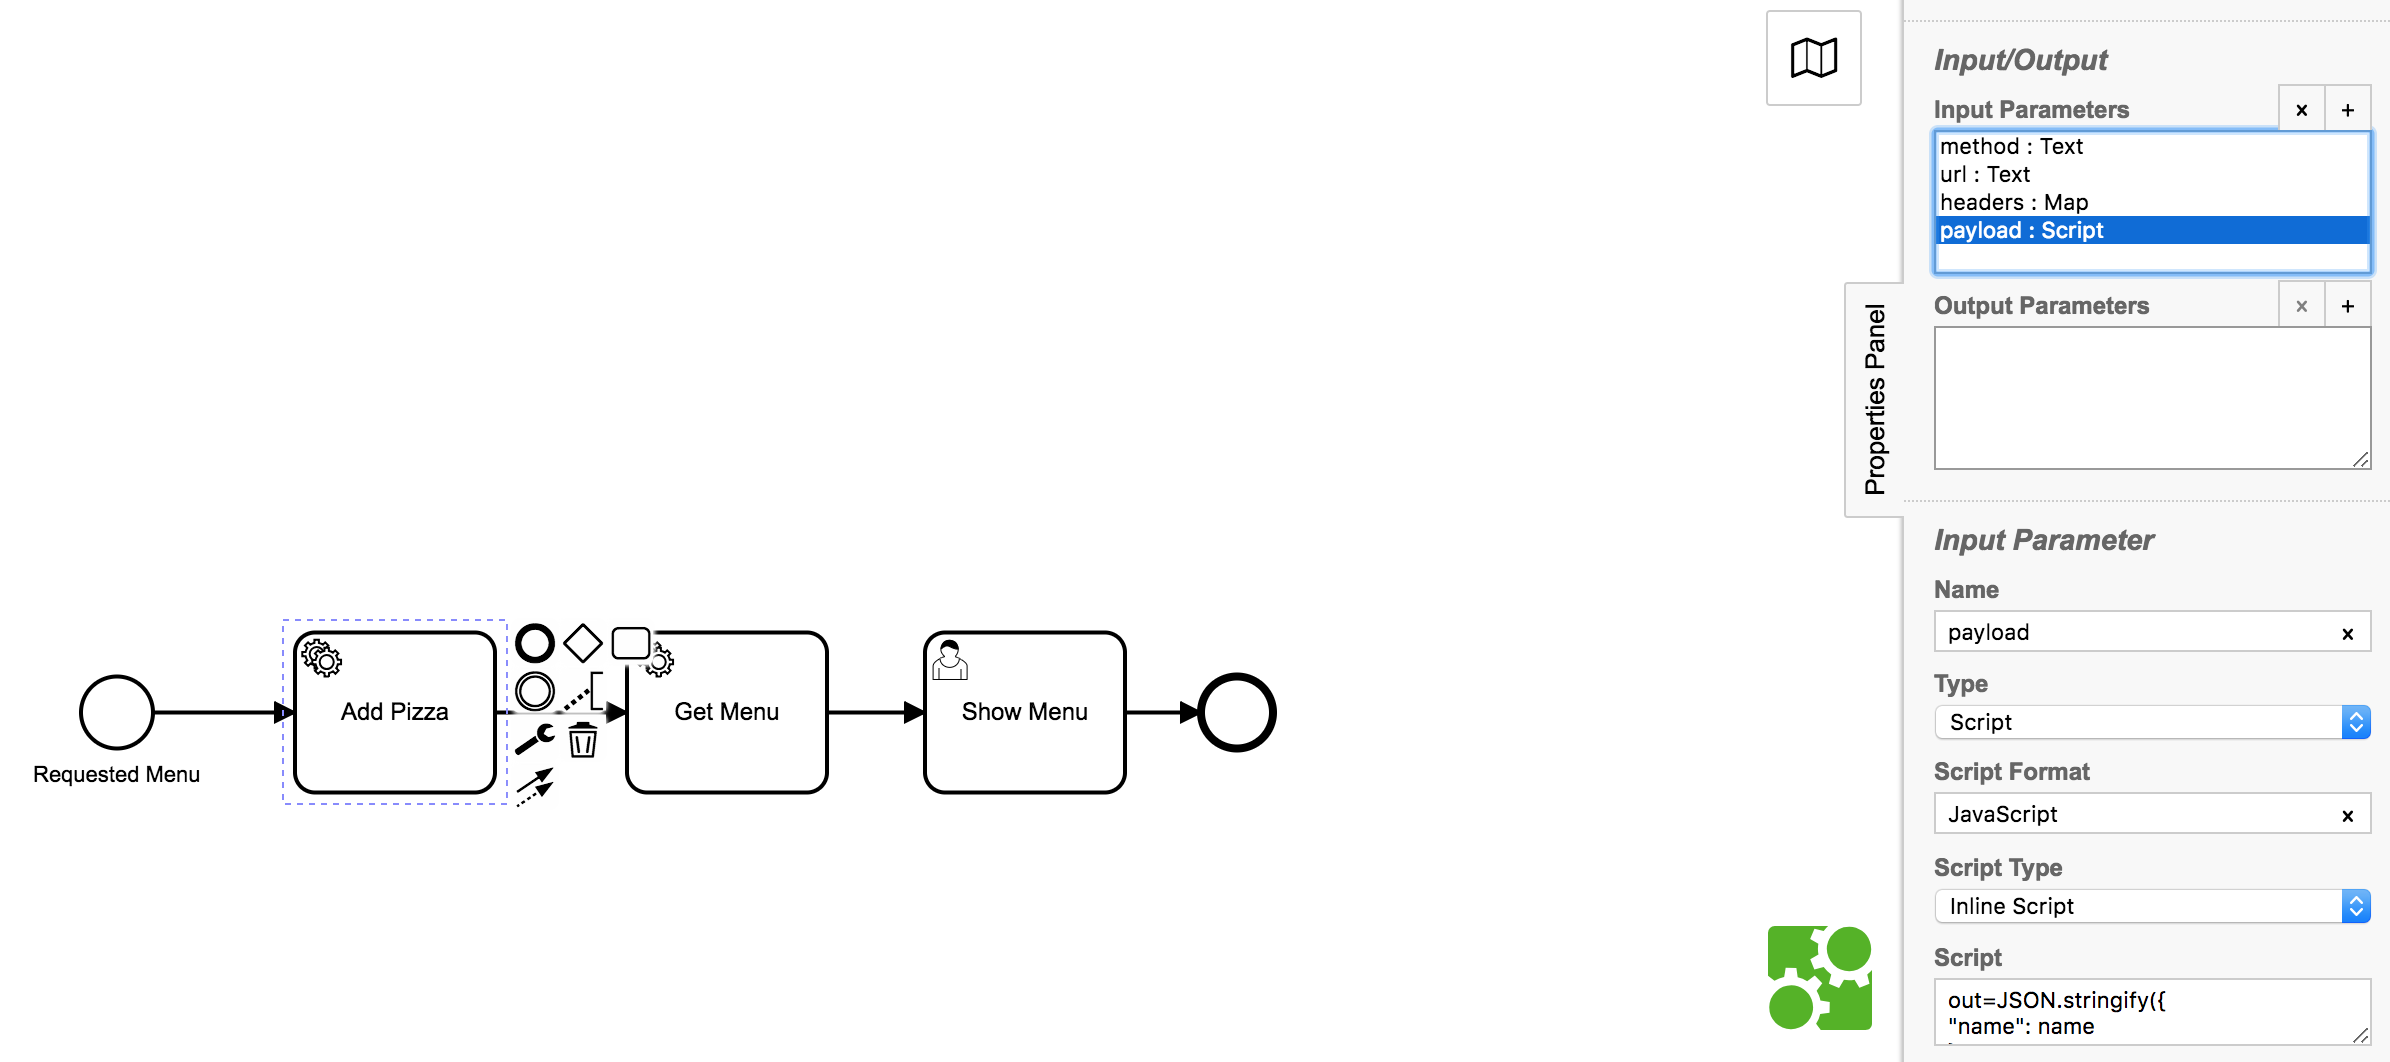 Requested Menu
Add Pizza
Get Menu
Show Menu
Properties Panel
Input/Output
Input Parameters
method : Text
url : Text
headers : Map
payload : Script
Output Parameters
Input Parameter
Name
payload
Type
Script
Script Format
JavaScript
Script Type
Inline Script
Script
out=JSON.stringify({
"name": name